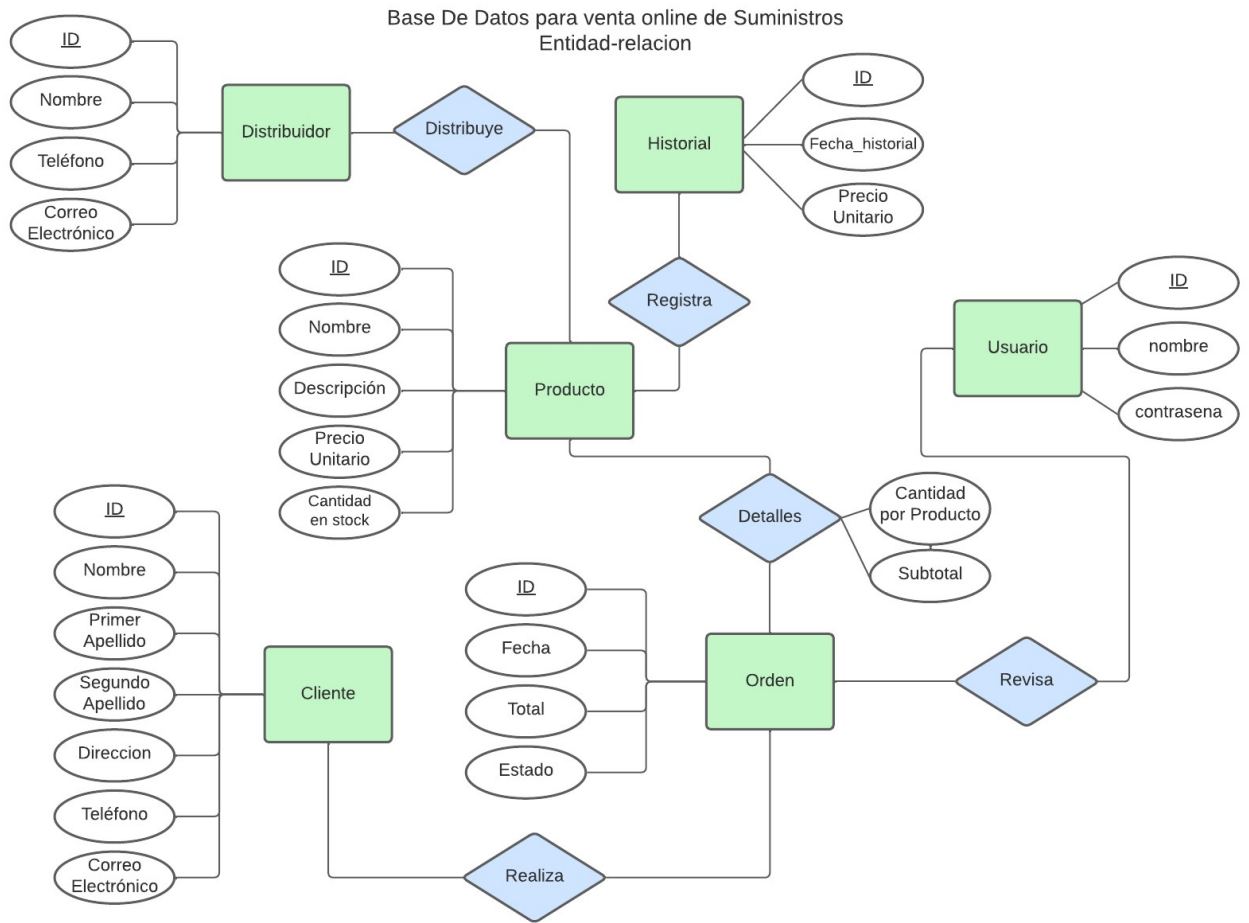 Base De Datos para venta online de Suministros
Entidad-relacion
ID
Nombre
Teléfono
Correo
Electrónico
Distribuidor
Distribuye
Historial
ID
Fecha_historial
Precio
Unitario
Registra
ID
Nombre
Descripción
Precio
Unitario
Cantidad
en stock
Producto
Usuario
ID
nombre
contrasena
Detalles
Cantidad
por Producto
Subtotal
ID
Nombre
Primer
Apellido
Segundo
Apellido
Direccion
Teléfono
Correo
Electrónico
Cliente
ID
Fecha
Total
Estado
Orden
Revisa
Realiza